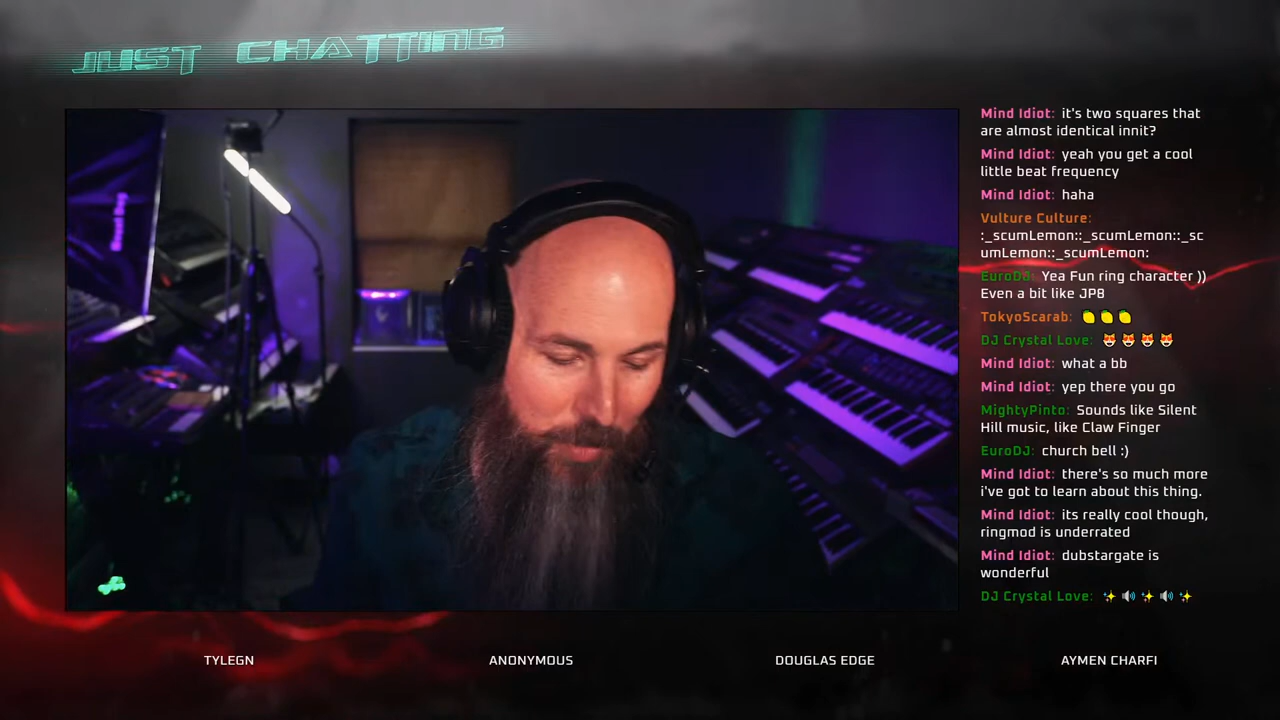 JUST CHATTING
Mind Idiot: it's two squares that
are almost identical innit?
Mind Idiot: yeah you get a cool
little beat frequency
Mind Idiot: haha
Vulture Culture:
:_scumLemon::_scumLemon::_sc
umLemon::_scumLemon:
EuroDJ: Yea Fun ring character ))
Even a bit like JP8
TokyoScarab: 🍋🍋🍋
DJ Crystal Love: 😻😻😻😻
Mind Idiot: what a bb
Mind Idiot: yep there you go
MightyPinto: Sounds like Silent
Hill music, like Claw Finger
EuroDJ: church bell :)
Mind Idiot: there's so much more
i've got to learn about this thing.
Mind Idiot: its really cool though,
ringmod is underrated
Mind Idiot: dubstargate is
wonderful
DJ Crystal Love: ✨🔊✨🔊✨
TYLEGN
ANONYMOUS
DOUGLAS EDGE
AYMEN CHARFI